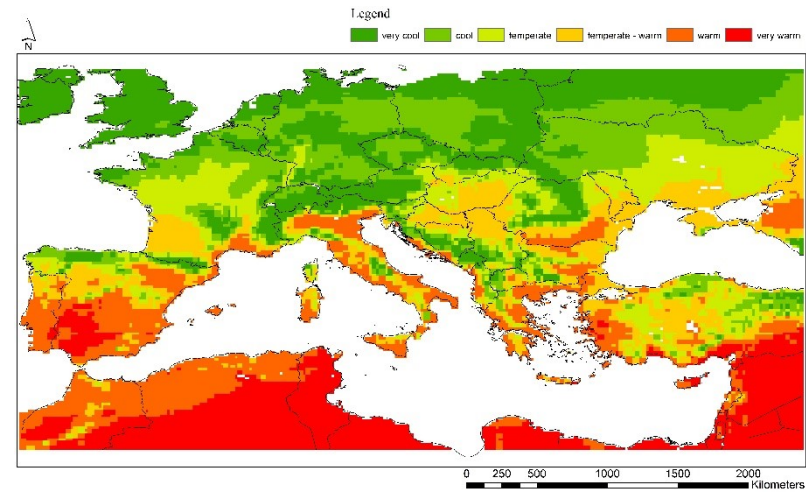 Legend
N
very cool cool temperate temperate - warm warm very warm
0 250 500 1000 1500 2000
Kilometers